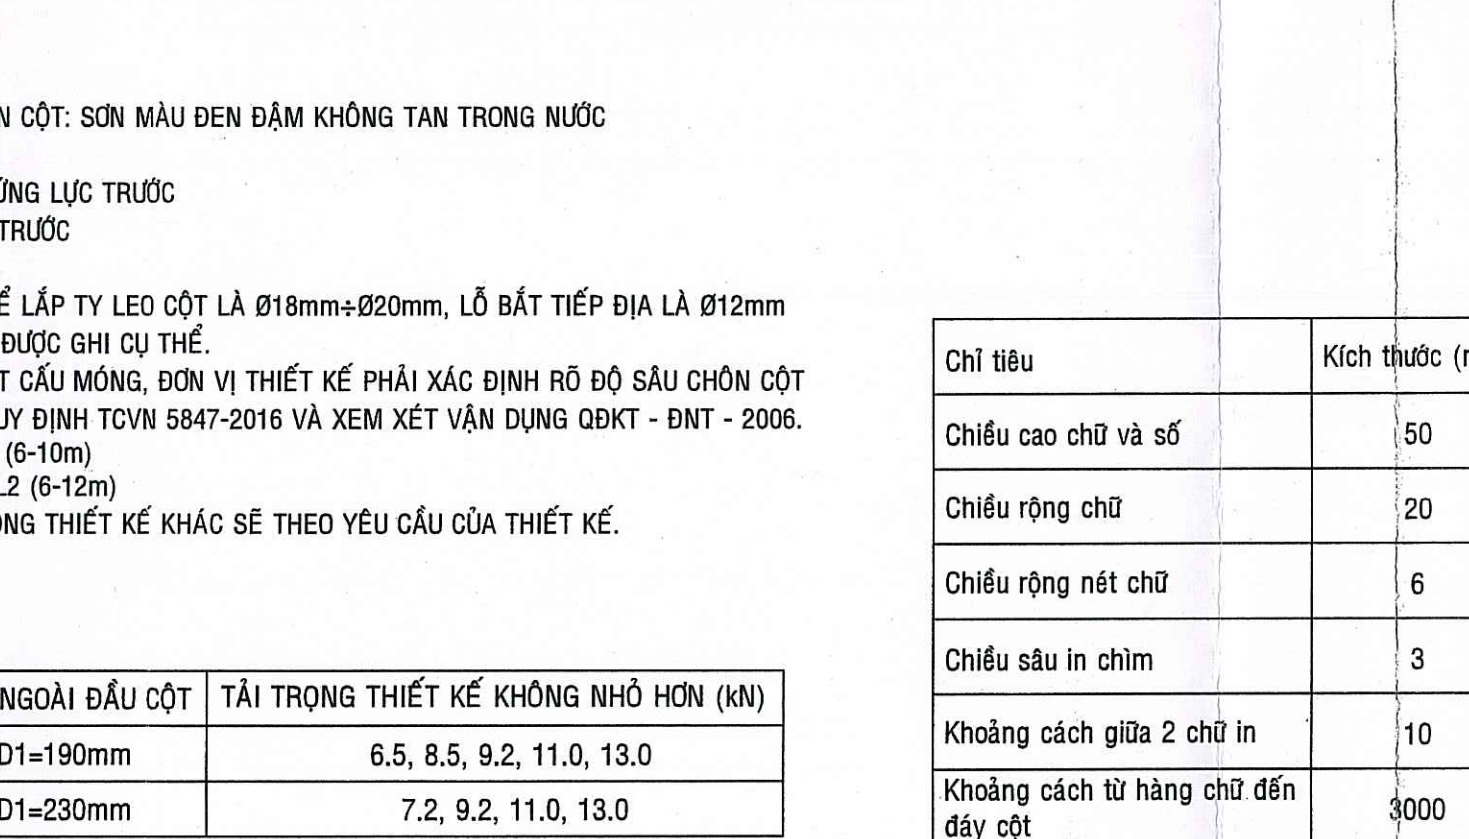 N CỘT: SƠN MÀU ĐEN ĐẬM KHÔNG TAN TRONG NƯỚC
ỨNG LỰC TRƯỚC
TRƯỚC
Ể LẮP TY LEO CỘT LÀ Ø18mm÷Ø20mm, LỖ BẮT TIẾP ĐỊA LÀ Ø12mm
ĐƯỢC GHI CỤ THỂ.
T CẤU MÓNG, ĐƠN VỊ THIẾT KẾ PHẢI XÁC ĐỊNH RÕ ĐỘ SÂU CHÔN CỘT
UY ĐỊNH TCVN 5847-2016 VÀ XEM XÉT VẬN DỤNG QĐKT - ĐNT - 2006.
(6-10m)
L2 (6-12m)
ONG THIẾT KẾ KHÁC SẼ THEO YÊU CẦU CỦA THIẾT KẾ.
NGOÀI ĐẦU CỘT TẢI TRỌNG THIẾT KẾ KHÔNG NHỎ HƠN (kN)
D1=190mm 6.5, 8.5, 9.2, 11.0, 13.0
D1=230mm 7.2, 9.2, 11.0, 13.0
Chỉ tiêu Kích thước (
Chiều cao chữ và số 50
Chiều rộng chữ 20
Chiều rộng nét chữ 6
Chiều sâu in chìm 3
Khoảng cách giữa 2 chữ in 10
Khoảng cách từ hàng chữ đến
đáy cột 3000